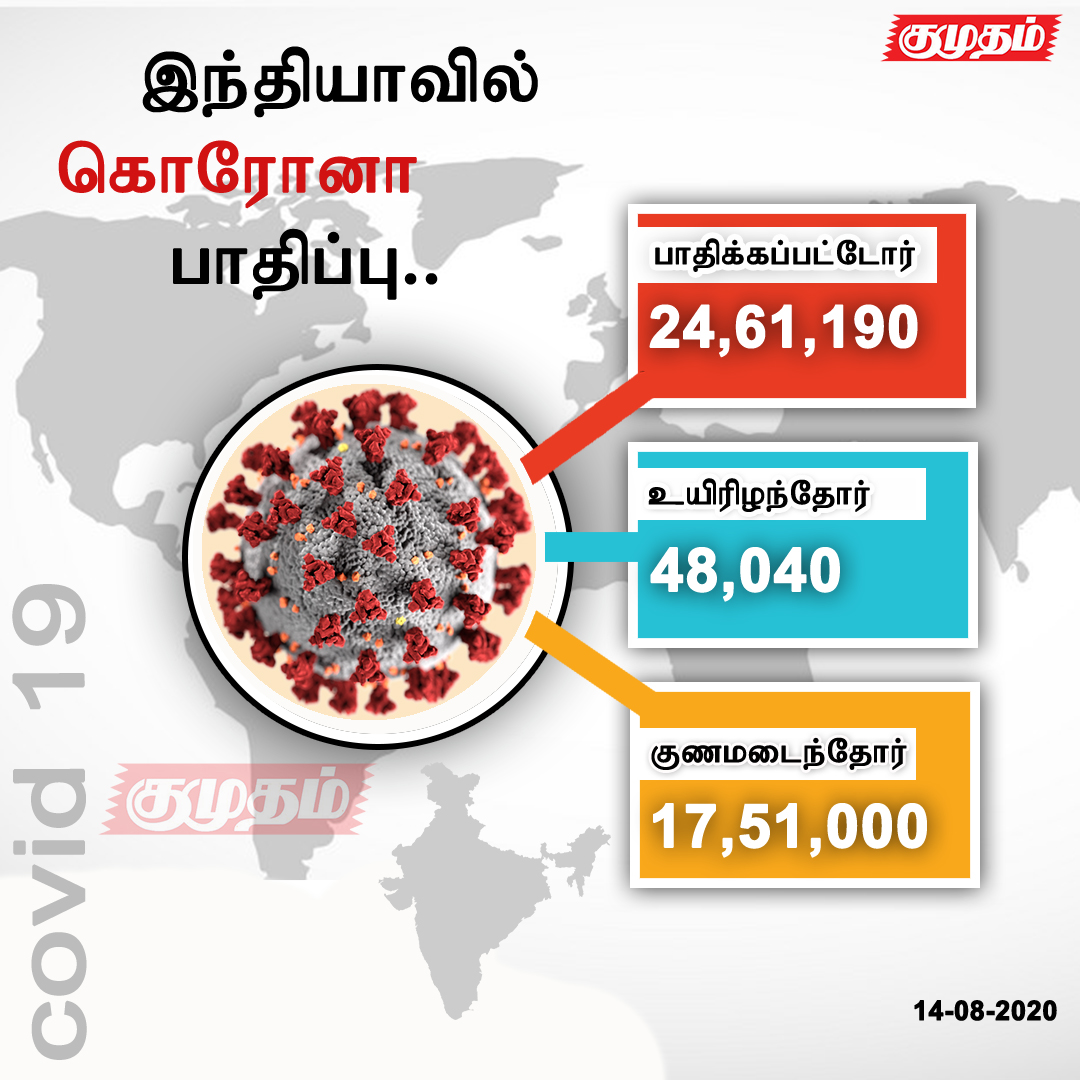 குமுதம்
இந்தியாவில்
கொரோனா
பாதிப்பு..
பாதிக்கப்பட்டோர்
24,61,190
உயிரிழந்தோர்
48,040
குணமடைந்தோர்
17,51,000
covid 19
குமுதம்
14-08-2020